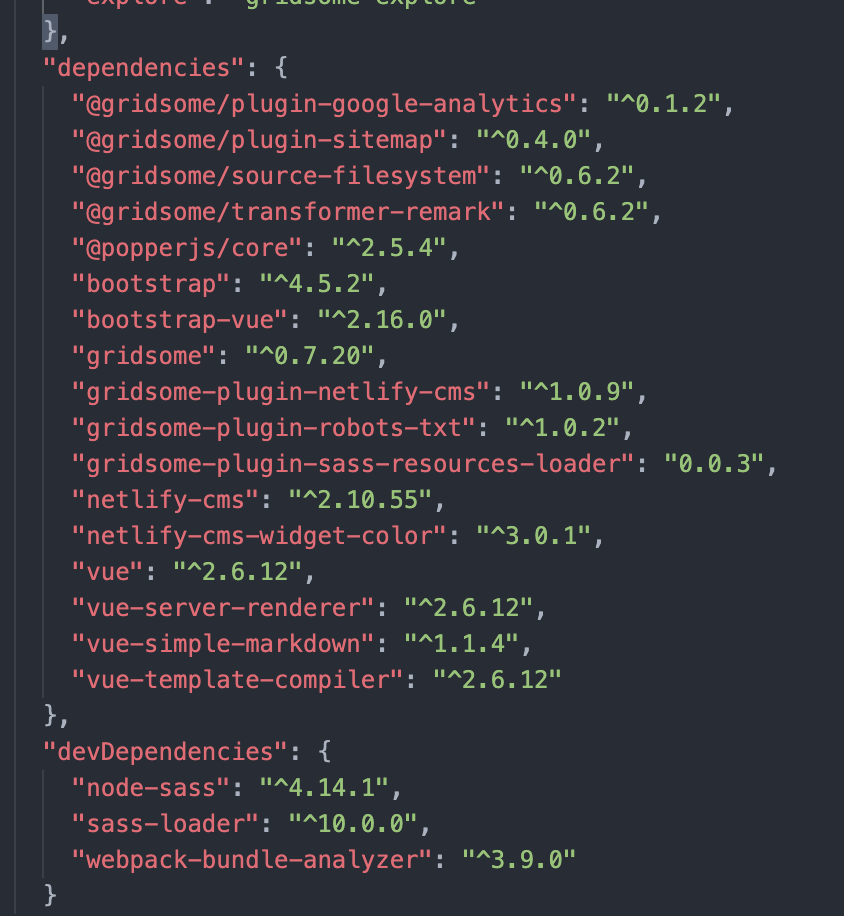 "explore": "gridsome explore"
},
"dependencies": {
"@gridsome/plugin-google-analytics": "^0.1.2",
"@gridsome/plugin-sitemap": "^0.4.0",
"@gridsome/source-filesystem": "^0.6.2",
"@gridsome/transformer-remark": "^0.6.2",
"@popperjs/core": "^2.5.4",
"bootstrap": "^4.5.2",
"bootstrap-vue": "^2.16.0",
"gridsome": "^0.7.20",
"gridsome-plugin-netlify-cms": "^1.0.9",
"gridsome-plugin-robots-txt": "^1.0.2",
"gridsome-plugin-sass-resources-loader": "0.0.3",
"netlify-cms": "^2.10.55",
"netlify-cms-widget-color": "^3.0.1",
"vue": "^2.6.12",
"vue-server-renderer": "^2.6.12",
"vue-simple-markdown": "^1.1.4",
"vue-template-compiler": "^2.6.12"
},
"devDependencies": {
"node-sass": "^4.14.1",
"sass-loader": "^10.0.0",
"webpack-bundle-analyzer": "^3.9.0"
}